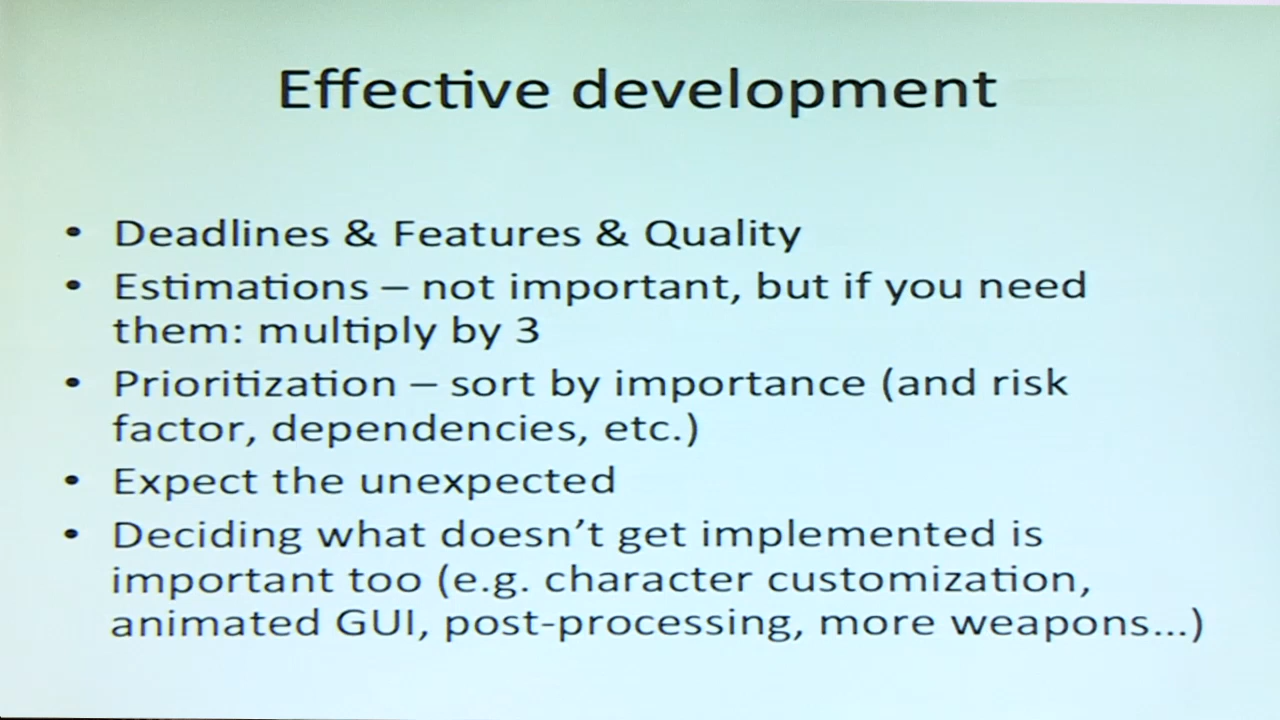 Effective development
• Deadlines & Features & Quality
• Estimations – not important, but if you need
them: multiply by 3
• Prioritization – sort by importance (and risk
factor, dependencies, etc.)
• Expect the unexpected
• Deciding what doesn’t get implemented is
important too (e.g. character customization,
animated GUI, post-processing, more weapons...)